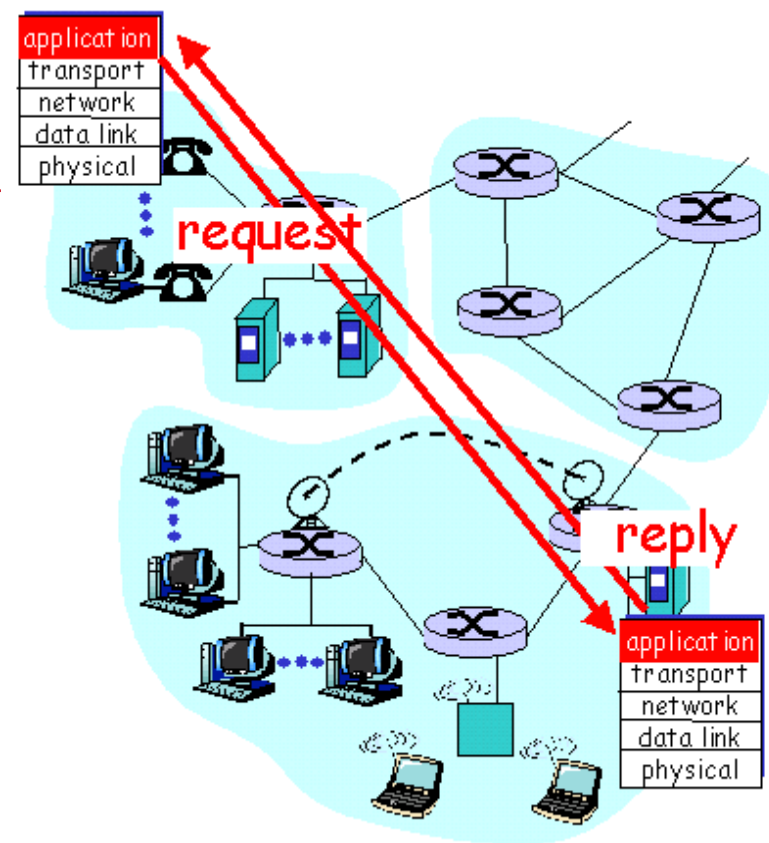 application
transport
network
data link
physical
request
reply
application
transport
network
data link
physical